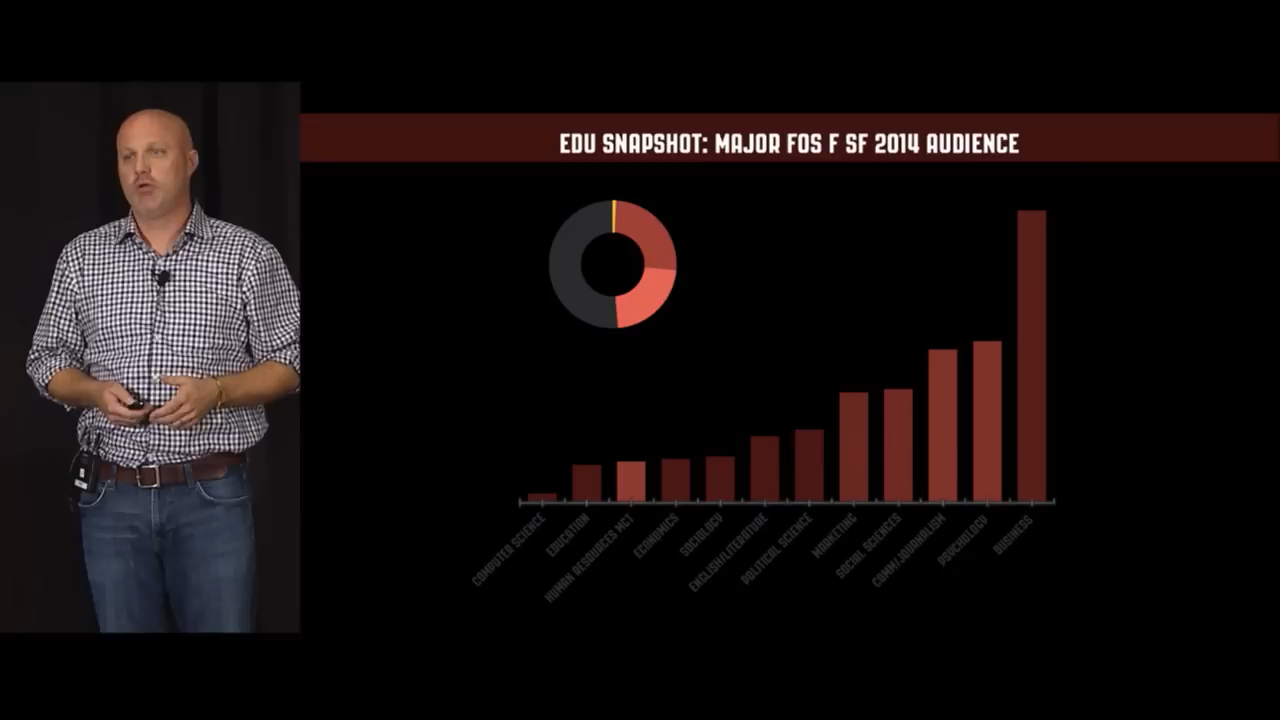 EDU SNAPSHOT: MAJOR FOS F SF 2014 AUDIENCE
COMPUTER SCIENCE
EDUCATION
HUMAN RESOURCES MGT
ECONOMICS
SOCIOLOGY
ENGLISH/LITERATURE
POLITICAL SCIENCE
MARKETING
SOCIAL SCIENCES
COMM/JOURNALISM
PSYCHOLOGY
BUSINESS